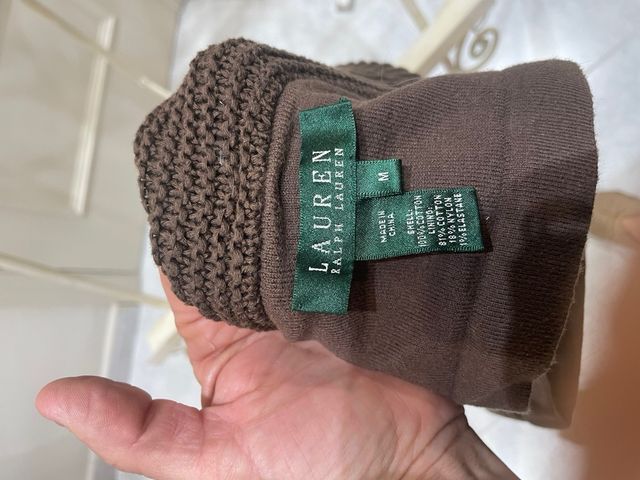 LAUREN
RALPH LAUREN
M
MADE IN
CHINA
SHELL:
100% COTTON
LINING:
81% COTTON
18% NYLON
1% ELASTANE